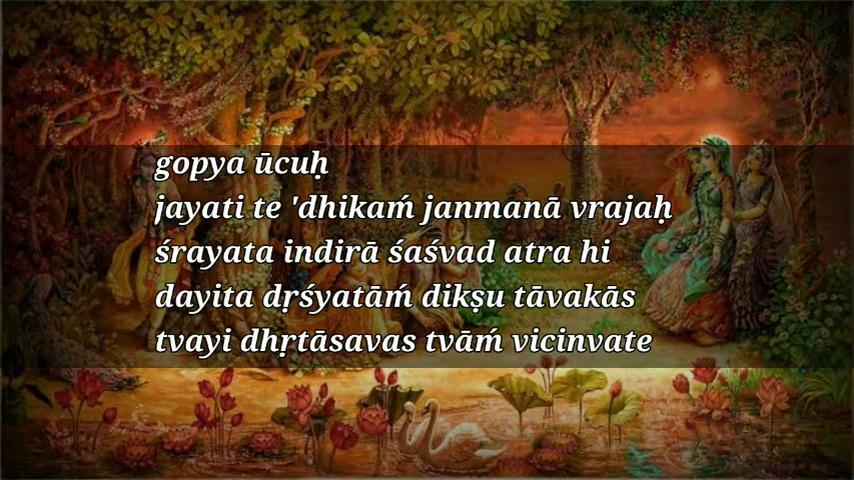 gopya ūcuḥ
jayati te 'dhikaḿ janmanā vrajaḥ
śrayata indirā śaśvad atra hi
dayita dṛśyatāḿ dikṣu tāvakās
tvayi dhṛtāsavas tvāḿ vicinvate